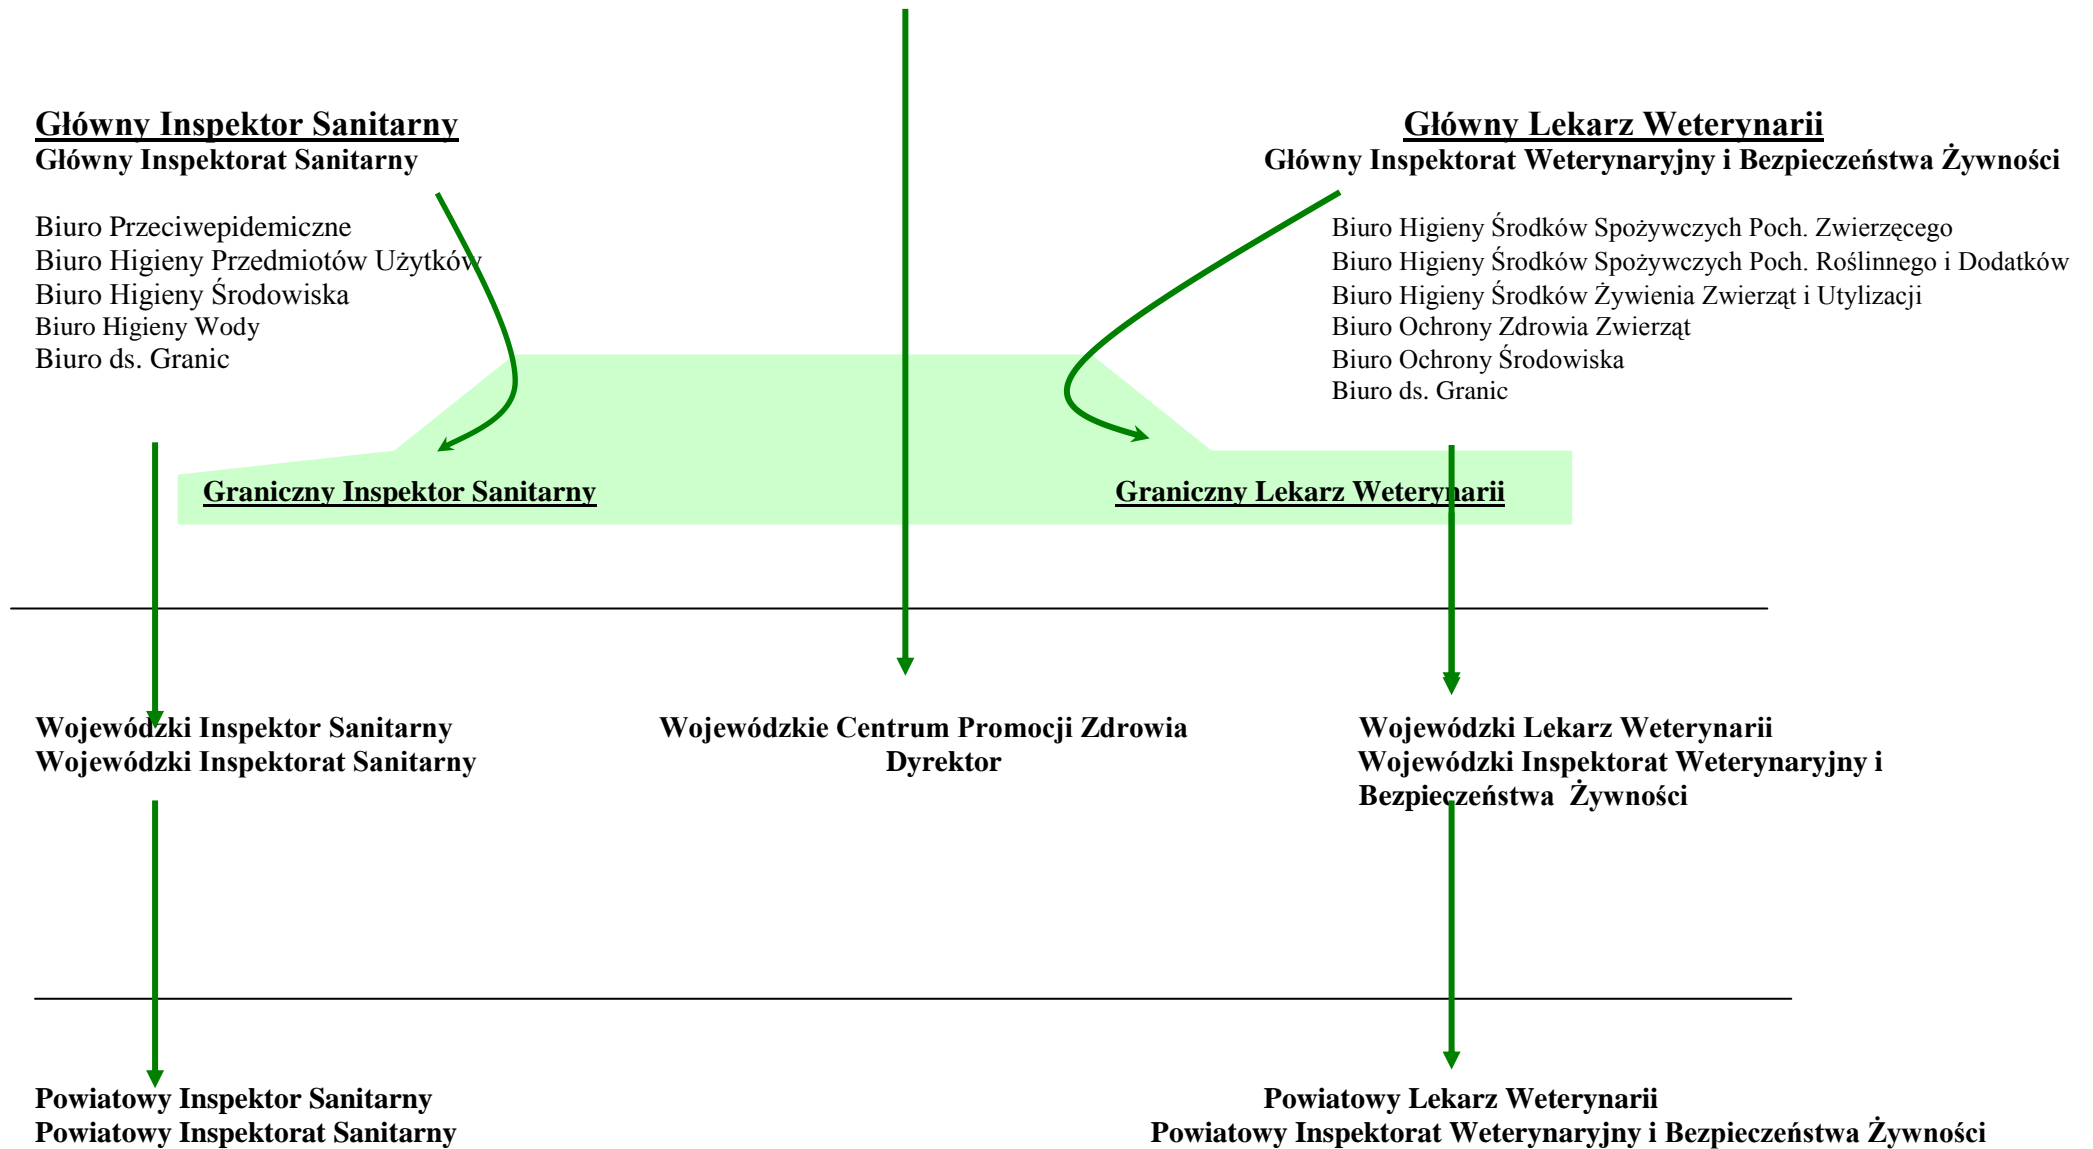 Główny Inspektor Sanitarny
Główny Inspektorat Sanitarny
Biuro Przeciwepidemiczne
Biuro Higieny Przedmiotów Użytków
Biuro Higieny Środowiska
Biuro Higieny Wody
Biuro ds. Granic
Główny Lekarz Weterynarii
Główny Inspektorat Weterynaryjny i Bezpieczeństwa Żywności
Biuro Higieny Środków Spożywczych Poch. Zwierzęcego
Biuro Higieny Środków Spożywczych Poch. Roślinnego i Dodatków
Biuro Higieny Środków Żywienia Zwierząt i Utylizacji
Biuro Ochrony Zdrowia Zwierząt
Biuro Ochrony Środowiska
Biuro ds. Granic
Graniczny Inspektor Sanitarny
Graniczny Lekarz Weterynarii
Wojewódzki Inspektor Sanitarny
Wojewódzki Inspektorat Sanitarny
Wojewódzkie Centrum Promocji Zdrowia
Dyrektor
Wojewódzki Lekarz Weterynarii
Wojewódzki Inspektorat Weterynaryjny i
Bezpieczeństwa Żywności
Powiatowy Inspektor Sanitarny
Powiatowy Inspektorat Sanitarny
Powiatowy Lekarz Weterynarii
Powiatowy Inspektorat Weterynaryjny i Bezpieczeństwa Żywności